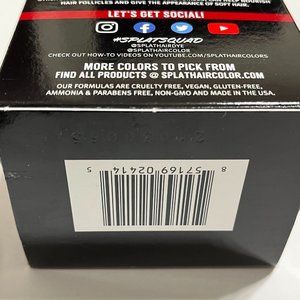 HAIR FOLLICLES AND GIVE THE APPEARANCE OF SOFT HAIR.
LET'S GET SOCIAL!
#SPLATSQUAD
@SPLATHAIRDYE
@SPLATHAIRCOLOR
CHECK OUT HOW-TO VIDEOS ON YOUTUBE.COM/SPLATHAIRCOLORS
MORE COLORS TO PICK FROM
FIND ALL PRODUCTS @ SPLATHAIRCOLOR.COM
OUR FORMULAS ARE CRUELTY FREE, VEGAN, GLUTEN-FREE,
AMMONIA & PARABENS FREE, NON-GMO AND MADE IN THE USA.
8 57169 02414 5